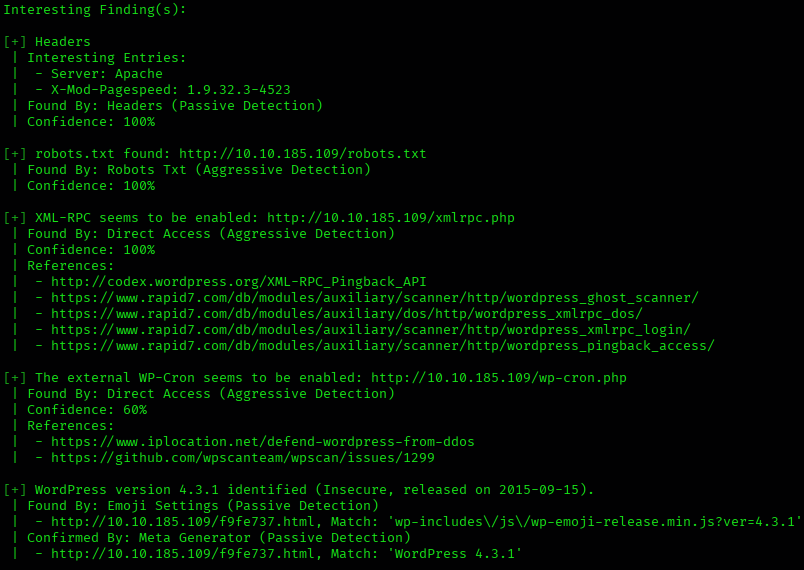 Interesting Finding(s):
[+] Headers
| Interesting Entries:
|  - Server: Apache
|  - X-Mod-Pagespeed: 1.9.32.3-4523
| Found By: Headers (Passive Detection)
| Confidence: 100%
[+] robots.txt found: http://10.10.185.109/robots.txt
| Found By: Robots Txt (Aggressive Detection)
| Confidence: 100%
[+] XML-RPC seems to be enabled: http://10.10.185.109/xmlrpc.php
| Found By: Direct Access (Aggressive Detection)
| Confidence: 100%
| References:
|  - http://codex.wordpress.org/XML-RPC_Pingback_API
|  - https://www.rapid7.com/db/modules/auxiliary/scanner/http/wordpress_ghost_scanner/
|  - https://www.rapid7.com/db/modules/auxiliary/dos/http/wordpress_xmlrpc_dos/
|  - https://www.rapid7.com/db/modules/auxiliary/scanner/http/wordpress_xmlrpc_login/
|  - https://www.rapid7.com/db/modules/auxiliary/scanner/http/wordpress_pingback_access/
[+] The external WP-Cron seems to be enabled: http://10.10.185.109/wp-cron.php
| Found By: Direct Access (Aggressive Detection)
| Confidence: 60%
| References:
|  - https://www.iplocation.net/defend-wordpress-from-ddos
|  - https://github.com/wpscanteam/wpscan/issues/1299
[+] WordPress version 4.3.1 identified (Insecure, released on 2015-09-15).
| Found By: Emoji Settings (Passive Detection)
|  - http://10.10.185.109/f9fe737.html, Match: 'wp-includes\/js\/wp-emoji-release.min.js?ver=4.3.1'
| Confirmed By: Meta Generator (Passive Detection)
|  - http://10.10.185.109/f9fe737.html, Match: 'WordPress 4.3.1'